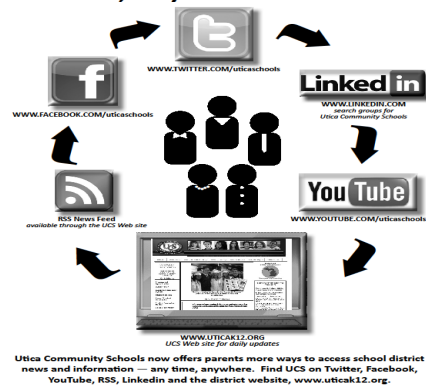 WWW.TWITTER.COM/uticaschools
WWW.FACEBOOK.COM/uticaschools
Linked in
WWW.LINKEDIN.COM
search groups for
Utica Community Schools
RSS News Feed
available through the UCS Web site
You Tube
WWW.YOUTUBE.COM/uticaschools
WWW.UTICAK12.ORG
UCS Web site for daily updates
Utica Community Schools now offers parents more ways to access school district
news and information — any time, anywhere. Find UCS on Twitter, Facebook,
YouTube, RSS, Linkedin and the district website, www.uticak12.org.